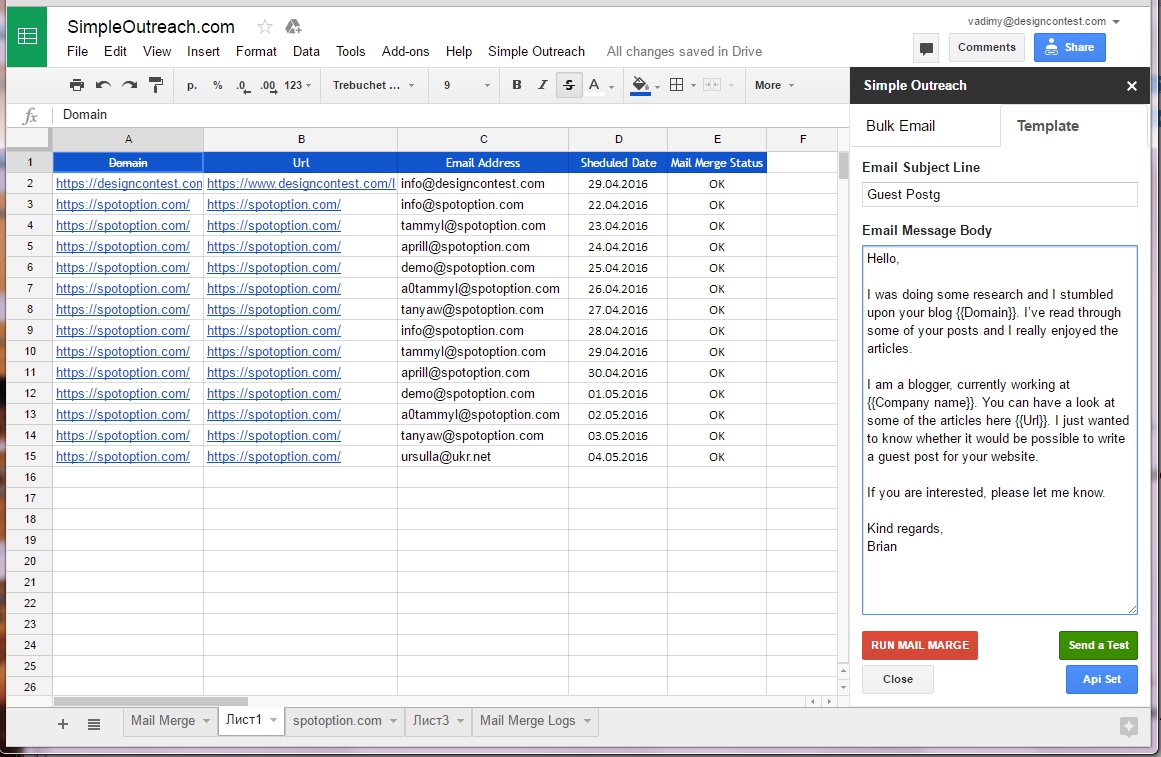 SimpleOutreach.com
vadimy@designcontest.com
File Edit View Insert Format Data Tools Add-ons Help Simple Outreach All changes saved in Drive
Comments
Share
р. % .0 .00 123 Trebuchet ... 9 B I S A More
fx Domain
A B C D E F
1 Domain Url Email Address Sheduled Date Mail Merge Status
2 https://designcontest.con https://www.designcontest.com/l info@designcontest.com 29.04.2016 OK
3 https://spotoption.com/ https://spotoption.com/ info@spotoption.com 22.04.2016 OK
4 https://spotoption.com/ https://spotoption.com/ tammyl@spotoption.com 23.04.2016 OK
5 https://spotoption.com/ https://spotoption.com/ aprill@spotoption.com 24.04.2016 OK
6 https://spotoption.com/ https://spotoption.com/ demo@spotoption.com 25.04.2016 OK
7 https://spotoption.com/ https://spotoption.com/ a0tammyl@spotoption.com 26.04.2016 OK
8 https://spotoption.com/ https://spotoption.com/ tanyaw@spotoption.com 27.04.2016 OK
9 https://spotoption.com/ https://spotoption.com/ info@spotoption.com 28.04.2016 OK
10 https://spotoption.com/ https://spotoption.com/ tammyl@spotoption.com 29.04.2016 OK
11 https://spotoption.com/ https://spotoption.com/ aprill@spotoption.com 30.04.2016 OK
12 https://spotoption.com/ https://spotoption.com/ demo@spotoption.com 01.05.2016 OK
13 https://spotoption.com/ https://spotoption.com/ a0tammyl@spotoption.com 02.05.2016 OK
14 https://spotoption.com/ https://spotoption.com/ tanyaw@spotoption.com 03.05.2016 OK
15 https://spotoption.com/ https://spotoption.com/ ursulla@ukr.net 04.05.2016 OK
16
17
18
19
20
21
22
23
24
25
26
Mail Merge Лист1 spotoption.com Лист3 Mail Merge Logs
Simple Outreach
Bulk Email Template
Email Subject Line
Guest Postg
Email Message Body
Hello,
I was doing some research and I stumbled
upon your blog {{Domain}}. I've read through
some of your posts and I really enjoyed the
articles.
I am a blogger, currently working at
{{Company name}}. You can have a look at
some of the articles here {{Url}}. I just wanted
to know whether it would be possible to write
a guest post for your website.
If you are interested, please let me know.
Kind regards,
Brian
RUN MAIL MARGE Send a Test
Close Api Set